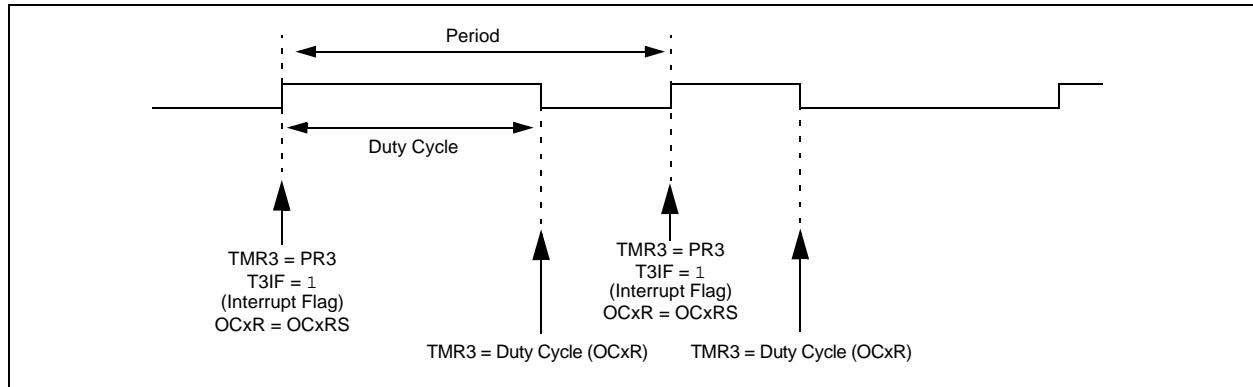 Period
Duty Cycle
TMR3 = PR3
T3IF = 1
(Interrupt Flag)
OCxR = OCxRS
TMR3 = Duty Cycle (OCxR)
TMR3 = PR3
T3IF = 1
(Interrupt Flag)
OCxR = OCxRS
TMR3 = Duty Cycle (OCxR)